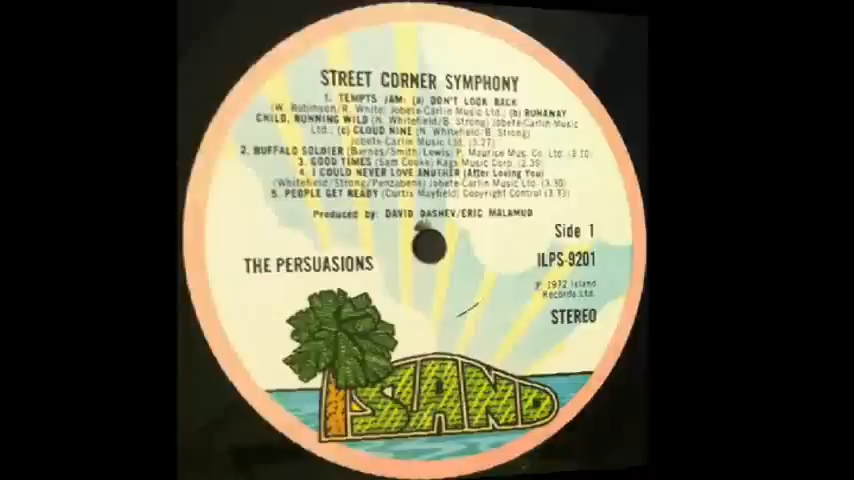 STREET CORNER SYMPHONY
1. TEMPTS JAM: (a) DON'T LOOK BACK
(W. Robinson/R. White) Jobete-Carlin Music Ltd.; (b) RUNAWAY
CHILD, RUNNING WILD (N. Whitefield/B. Strong) Jobete-Carlin Music
Ltd., (c) CLOUD NINE (N. Whitefield/B. Strong)
Jobete-Carlin Music Ltd. (3.27)
2. BUFFALO SOLDIER (Barnes/Smith/Lewis) P. Maurice Mus. Co. Ltd. (3.10)
3. GOOD TIMES (Sam Cooke) Kags Music Corp. (2.39)
4. I COULD NEVER LOVE ANOTHER (After Loving You)
(Whitefield/Strong/Penzabene) Jobete-Carlin Music Ltd. (3.30)
5. PEOPLE GET READY (Curtis Mayfield) Copyright Control (3.33)
Produced by: DAVID DASHEV/ERIC MALAMUD
Side 1
THE PERSUASIONS
ILPS-9201
℗ 1972 Island
Records Ltd.
STEREO
ISLAND